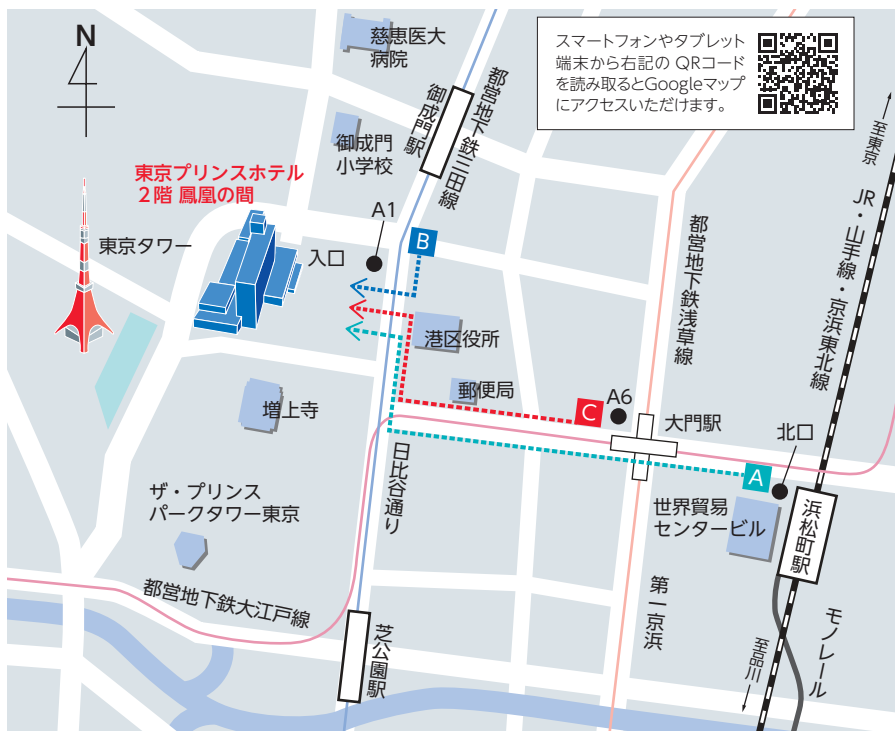 N
慈恵医大
病院
スマートフォンやタブレット
端末から右記の QRコード
を読み取るとGoogleマップ
にアクセスいただけます。
御成門駅
都営地下鉄三田線
御成門
小学校
至東京
JR・山手線・京浜東北線
東京プリンスホテル
2階 鳳凰の間
A1
都営地下鉄浅草線
東京タワー
入口
B
港区役所
郵便局
A6
C
大門駅
増上寺
北口
A
日比谷通り
ザ・プリンス
パークタワー東京
世界貿易
センタービル
浜松町駅
都営地下鉄大江戸線
第一京浜
芝公園駅
モノレール
至品川